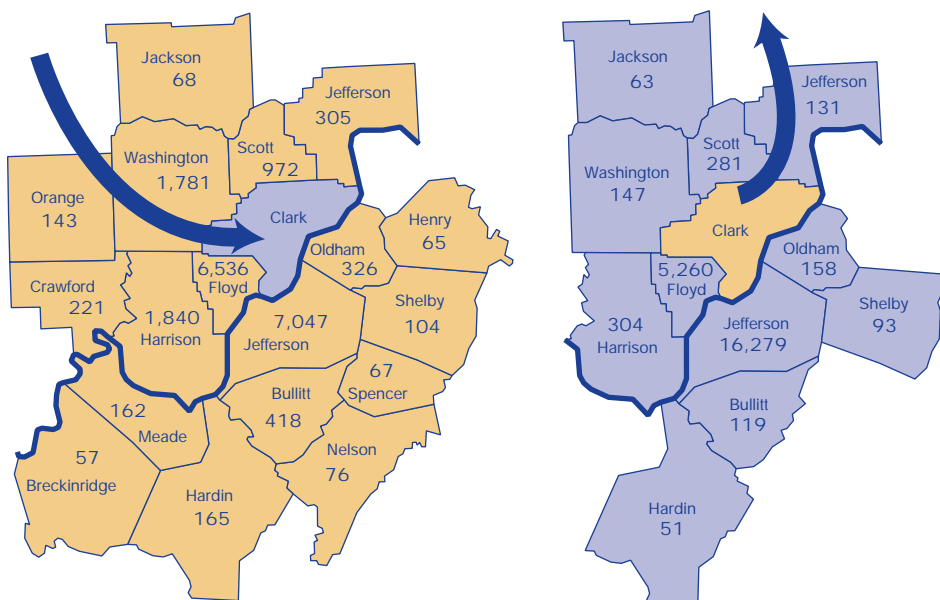 Jackson
68
Jefferson
305
Washington
1,781
Scott
972
Orange
143
Clark
Henry
65
Oldham
326
6,536
Floyd
Crawford
221
Shelby
104
1,840
Harrison
7,047
Jefferson
67
Spencer
Bullitt
418
162
Meade
Nelson
76
57
Breckinridge
Hardin
165
Jackson
63
Jefferson
131
Scott
281
Washington
147
Clark
Oldham
158
5,260
Floyd
Shelby
93
304
Harrison
Jefferson
16,279
Bullitt
119
Hardin
51